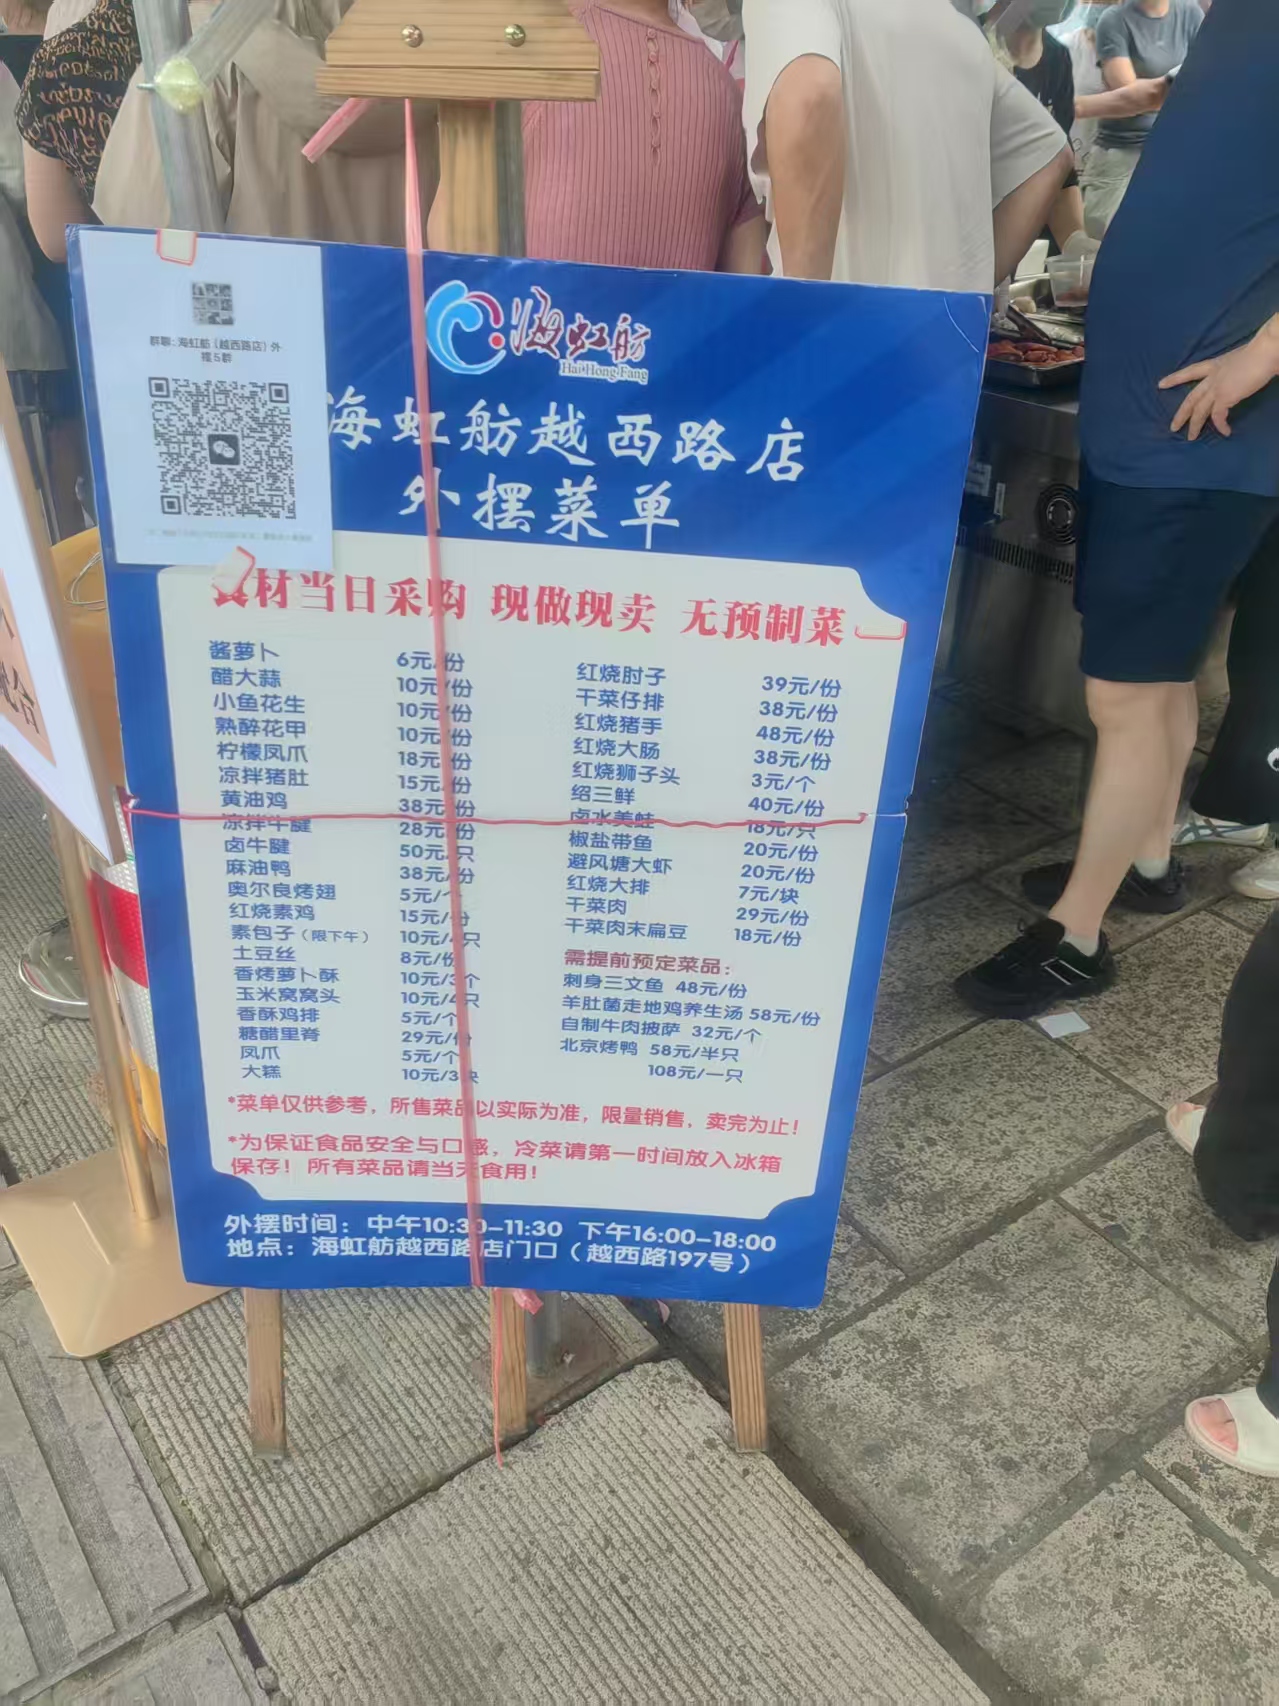 群聊：海虹舫（越西路店）外
摆5群
海虹舫
Hai Hong Fang
海虹舫越西路店
外摆菜单
食材当日采购 现做现卖 无预制菜
酱萝卜 6元/份
醋大蒜 10元/份
小鱼花生 10元/份
熟醉花甲 10元/份
柠檬凤爪 18元/份
凉拌猪肚 15元/份
黄油鸡 38元/份
凉拌牛腱 28元/份
卤牛腱 50元/只
麻油鸭 38元/份
奥尔良烤翅 5元/个
红烧素鸡 15元/份
素包子（限下午） 10元/4只
土豆丝 8元/份
香烤萝卜酥 10元/3个
玉米窝窝头 10元/4只
香酥鸡排 5元/个
糖醋里脊 29元/份
凤爪 5元/个
大糕 10元/3块
红烧肘子 39元/份
干菜仔排 38元/份
红烧猪手 48元/份
红烧大肠 38元/份
红烧狮子头 3元/个
绍三鲜 40元/份
卤水美蛙 18元/只
椒盐带鱼 20元/份
避风塘大虾 20元/份
红烧大排 7元/块
干菜肉 29元/份
干菜肉末扁豆 18元/份
需提前预定菜品：
刺身三文鱼 48元/份
羊肚菌走地鸡养生汤 58元/份
自制牛肉披萨 32元/个
北京烤鸭 58元/半只
108元/一只
*菜单仅供参考，所售菜品以实际为准，限量销售，卖完为止！
*为保证食品安全与口感，冷菜请第一时间放入冰箱
保存！所有菜品请当天食用！
外摆时间：中午10:30-11:30 下午16:00-18:00
地点：海虹舫越西路店门口（越西路197号）